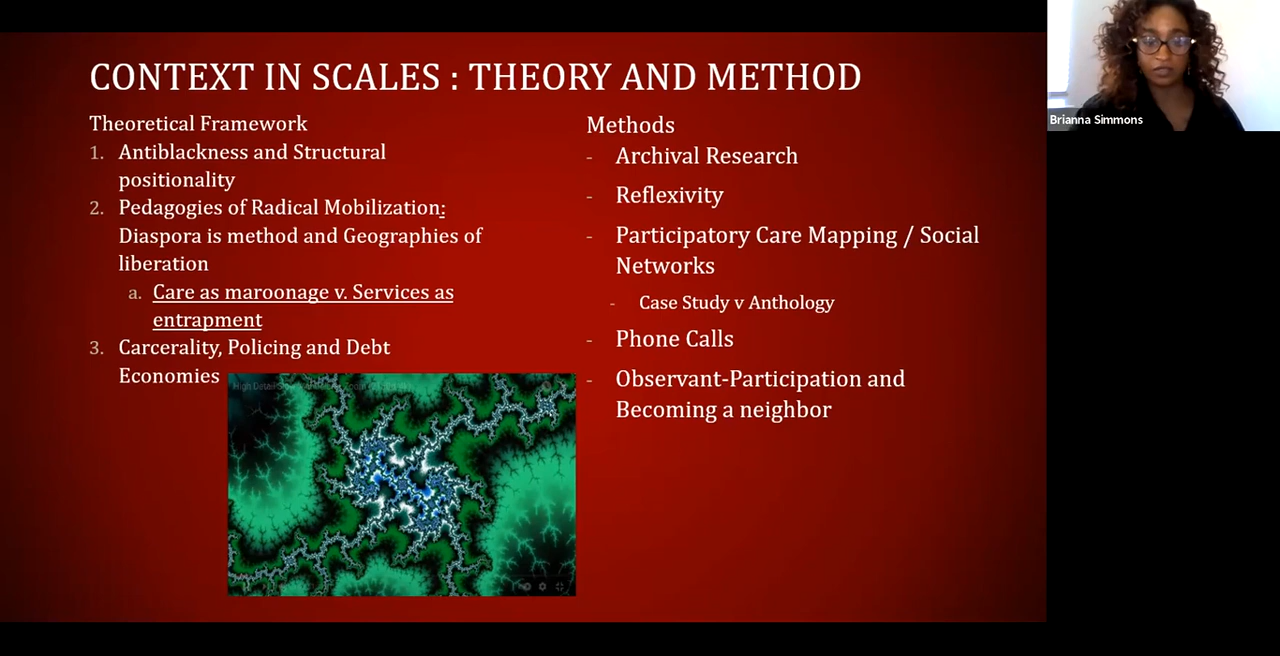 CONTEXT IN SCALES : THEORY AND METHOD
Theoretical Framework
1. Antiblackness and Structural
positionality
2. Pedagogies of Radical Mobilization:
Diaspora is method and Geographies of
liberation
a. Care as maroonage v. Services as
entrapment
3. Carcerality, Policing and Debt
Economies
Methods
- Archival Research
- Reflexivity
- Participatory Care Mapping / Social
Networks
- Case Study v Anthology
- Phone Calls
- Observant-Participation and
Becoming a neighbor
High Detail
Brianna Simmons